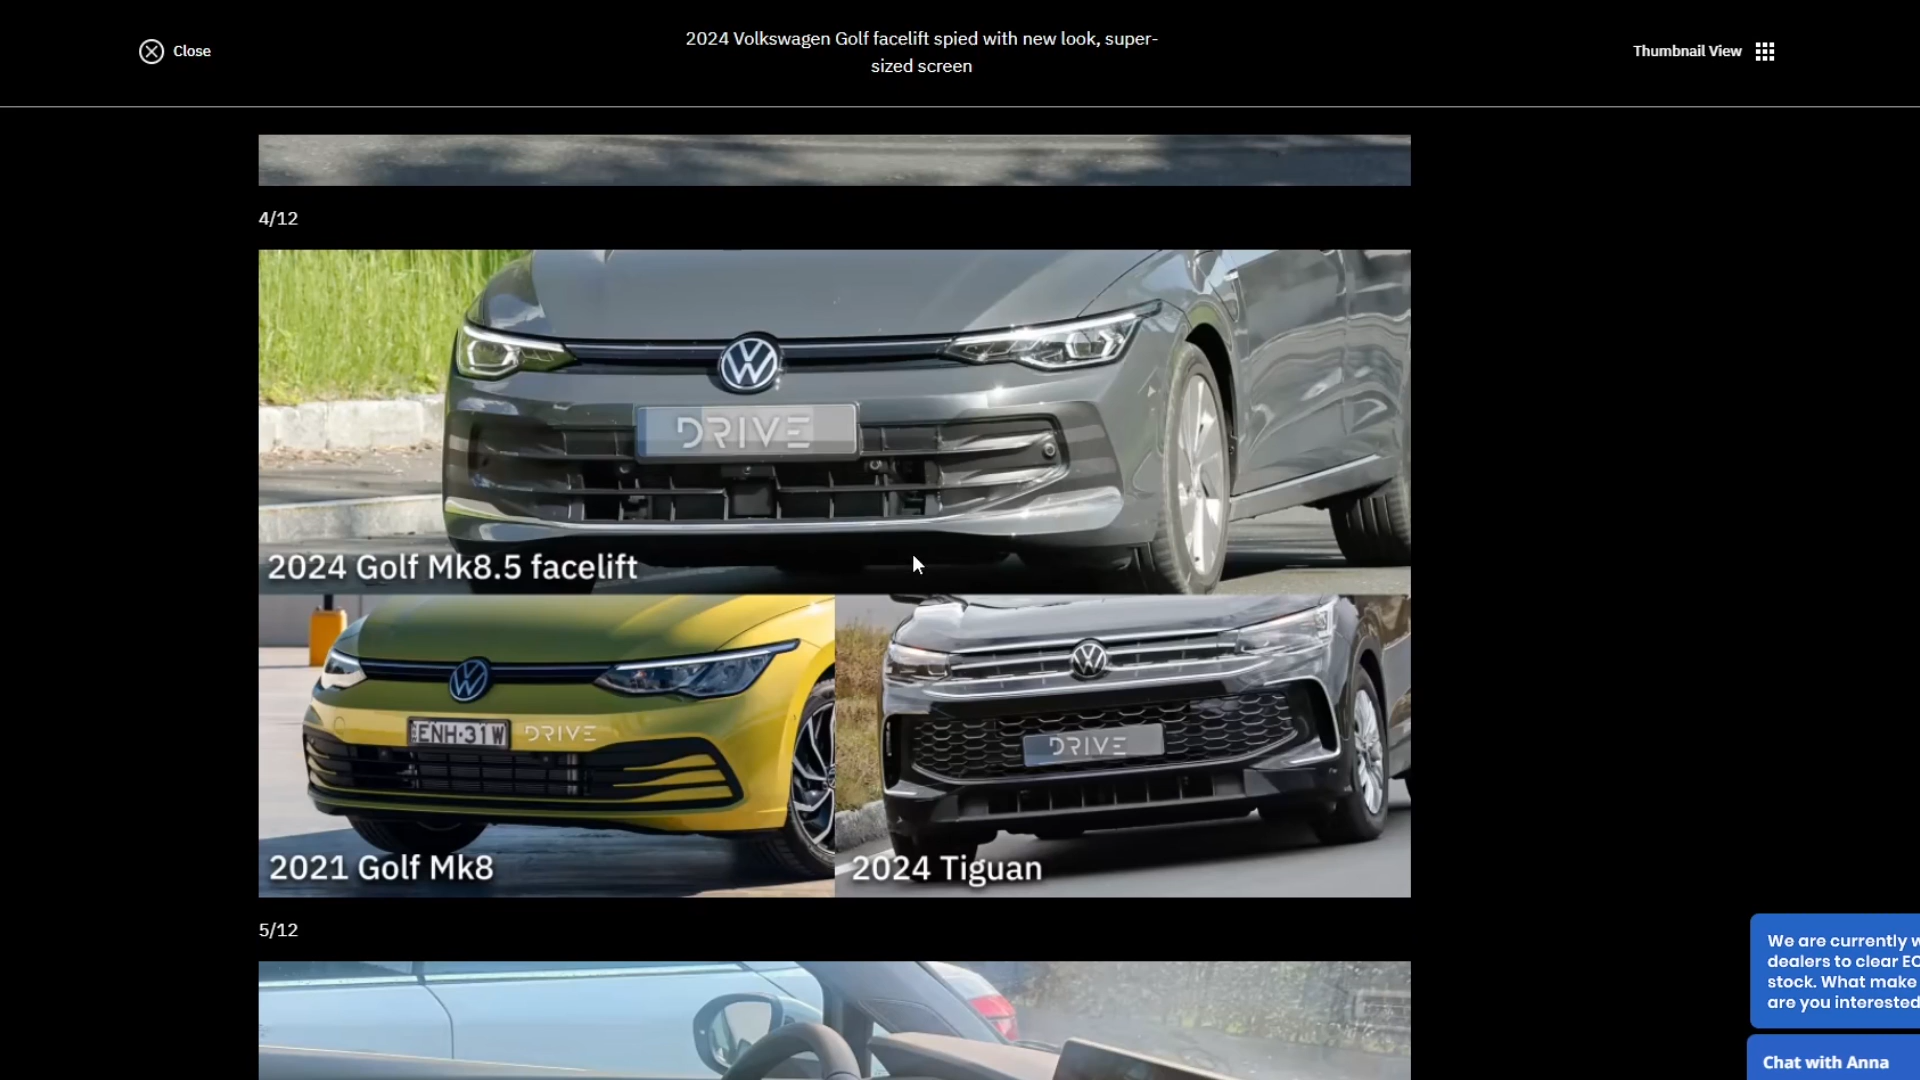 Close
2024 Volkswagen Golf facelift spied with new look, super-
sized screen
Thumbnail View
4/12
DRIVE
2024 Golf Mk8.5 facelift
ENH·31W
DRIVE
DRIVE
2021 Golf Mk8
2024 Tiguan
5/12
We are currently w
dealers to clear EO
stock. What make
are you interested
Chat with Anna